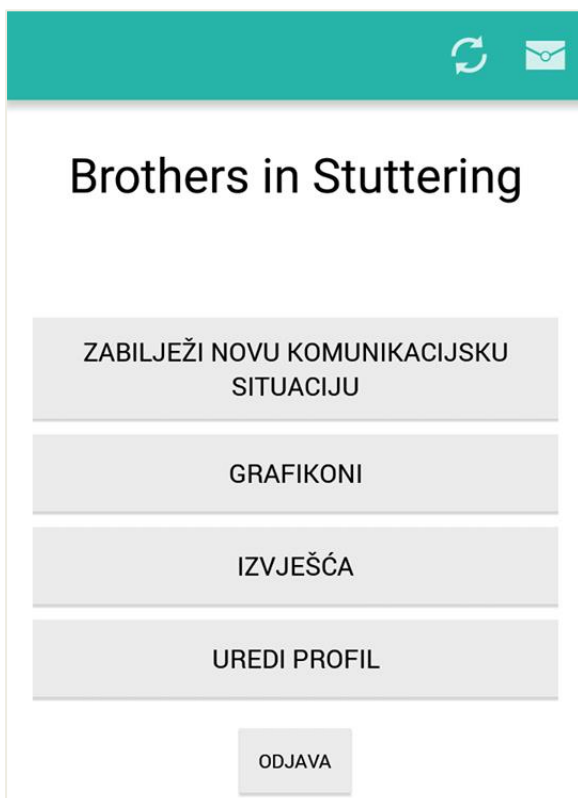 Brothers in Stuttering
ZABILJEŽI NOVU KOMUNIKACIJSKU
SITUACIJU
GRAFIKONI
IZVJEŠĆA
UREDI PROFIL
ODJAVA